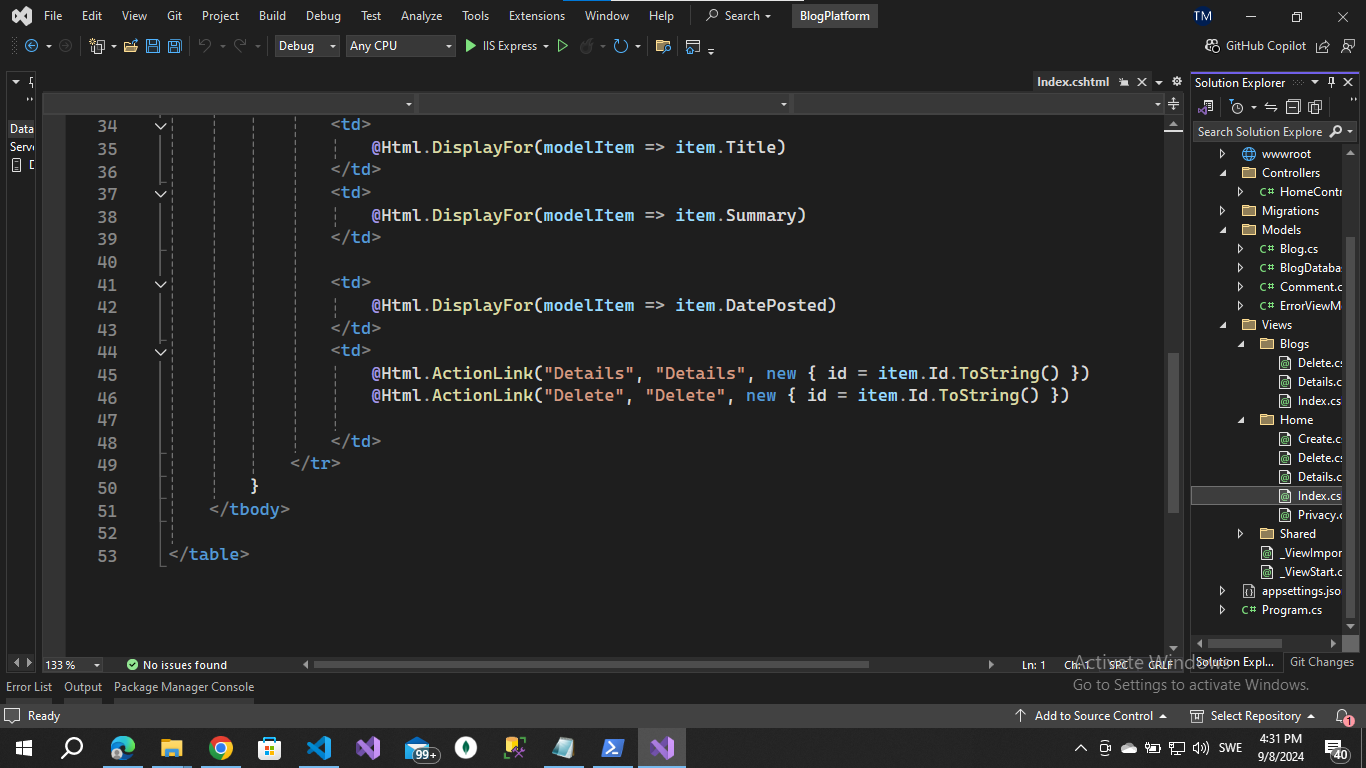 File Edit View Git Project Build Debug Test Analyze Tools Extensions Window Help Search BlogPlatform TM
Debug Any CPU IIS Express GitHub Copilot
Index.cshtml
Solution Explorer
Data
Serve
Search Solution Explore
34 <td>
35 @Html.DisplayFor(modelItem => item.Title)
36 </td>
37 <td>
38 @Html.DisplayFor(modelItem => item.Summary)
39 </td>
40
41 <td>
42 @Html.DisplayFor(modelItem => item.DatePosted)
43 </td>
44 <td>
45 @Html.ActionLink("Details", "Details", new { id = item.Id.ToString() })
46 @Html.ActionLink("Delete", "Delete", new { id = item.Id.ToString() })
47
48 </td>
49 </tr>
50 }
51 </tbody>
52
53 </table>
wwwroot
Controllers
C# HomeContr
Migrations
Models
C# Blog.cs
C# BlogDataba
C# Comment.c
C# ErrorViewM
Views
Blogs
Delete.cs
Details.c
Index.cs
Home
Create.c
Delete.cs
Details.c
Index.cs
Privacy.c
Shared
_ViewImpor
_ViewStart.c
appsettings.jso
C# Program.cs
133 % No issues found Ln: 1 Ch: 1 SPC CRLF
Solution Expl... Git Changes
Activate Windows
Go to Settings to activate Windows.
Error List Output Package Manager Console
Ready Add to Source Control Select Repository 1
99+ SWE 4:31 PM
9/8/2024 40